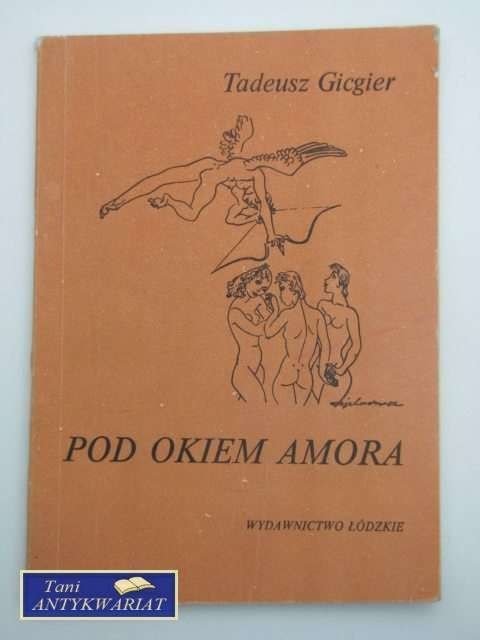 Tadeusz Gicgier
POD OKIEM AMORA
WYDAWNICTWO ŁÓDZKIE
Tani
ANTYKWARIAT